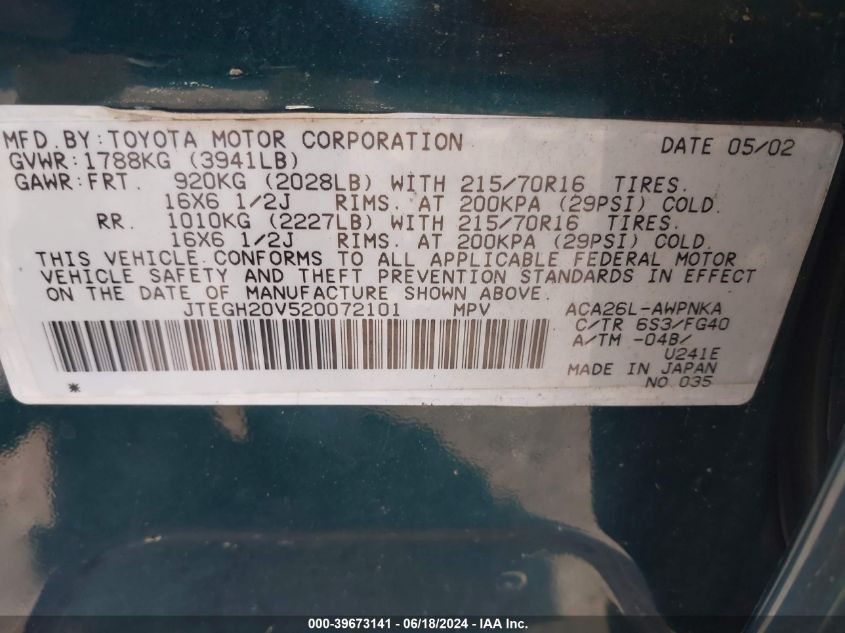 MFD. BY: TOYOTA MOTOR CORPORATION DATE 05/02
GVWR: 1788KG (3941LB)
GAWR: FRT. 920KG (2028LB) WITH 215/70R16 TIRES.
16X6 1/2J RIMS. AT 200KPA (29PSI) COLD.
RR. 1010KG (2227LB) WITH 215/70R16 TIRES.
16X6 1/2J RIMS. AT 200KPA (29PSI) COLD.
THIS VEHICLE CONFORMS TO ALL APPLICABLE FEDERAL MOTOR
VEHICLE SAFETY AND THEFT PREVENTION STANDARDS IN EFFECT
ON THE DATE OF MANUFACTURE SHOWN ABOVE.
JTEGH20V520072101 MPV ACA26L-AWPNKA
C/TR 6S3/FG40
A/TM -04B/
U241E
MADE IN JAPAN
* NO.035
000-39673141 - 06/18/2024 - IAA Inc.